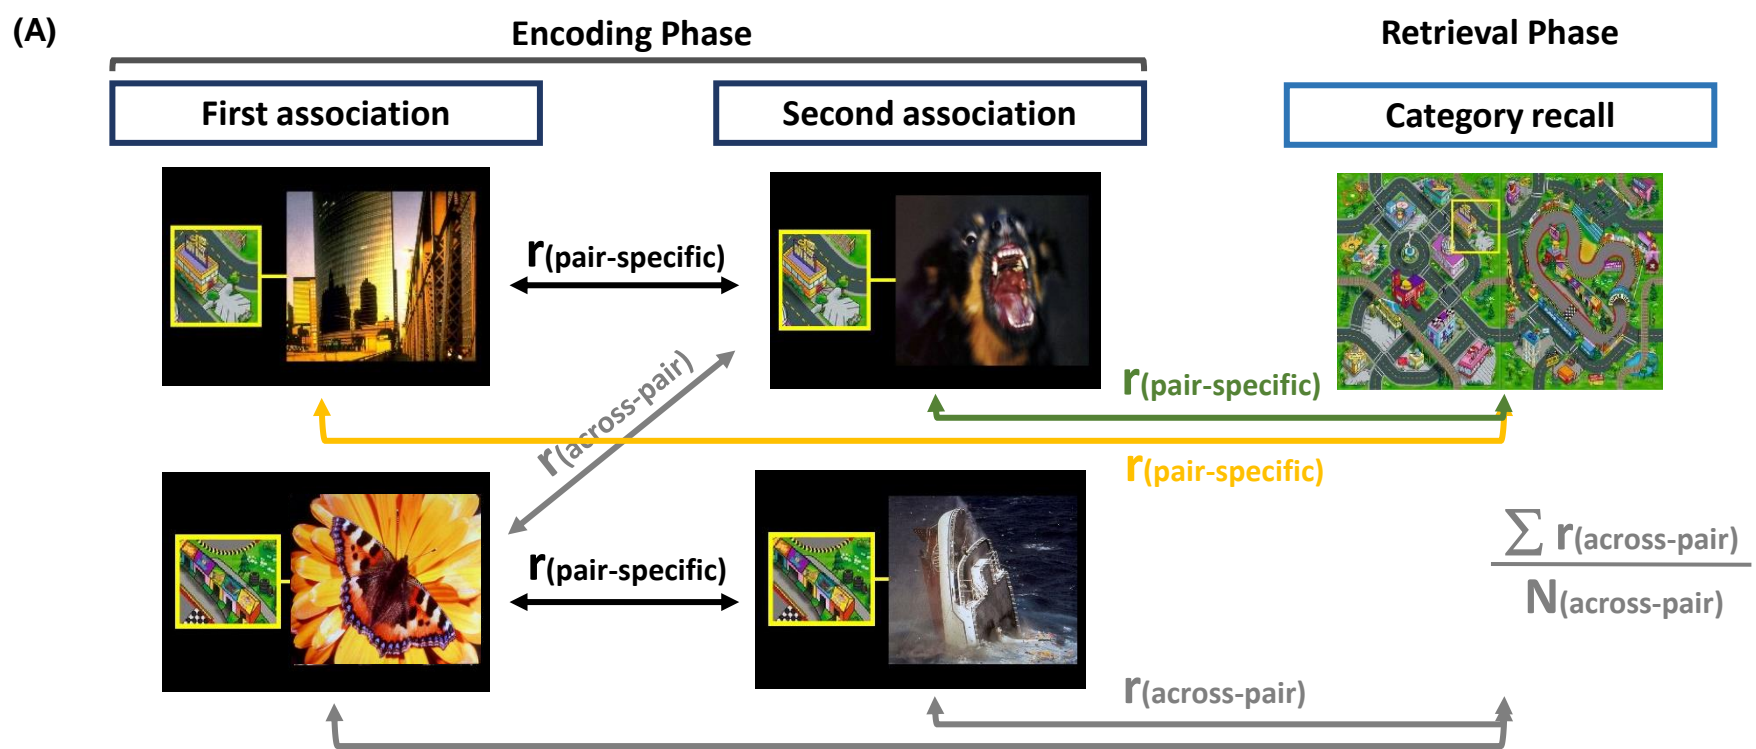 (A)
Encoding Phase
Retrieval Phase
First association
Second association
Category recall
r(pair-specific)
r(across-pair)
r(pair-specific)
r(pair-specific)
r(pair-specific)
∑ r(across-pair)
N(across-pair)
r(across-pair)